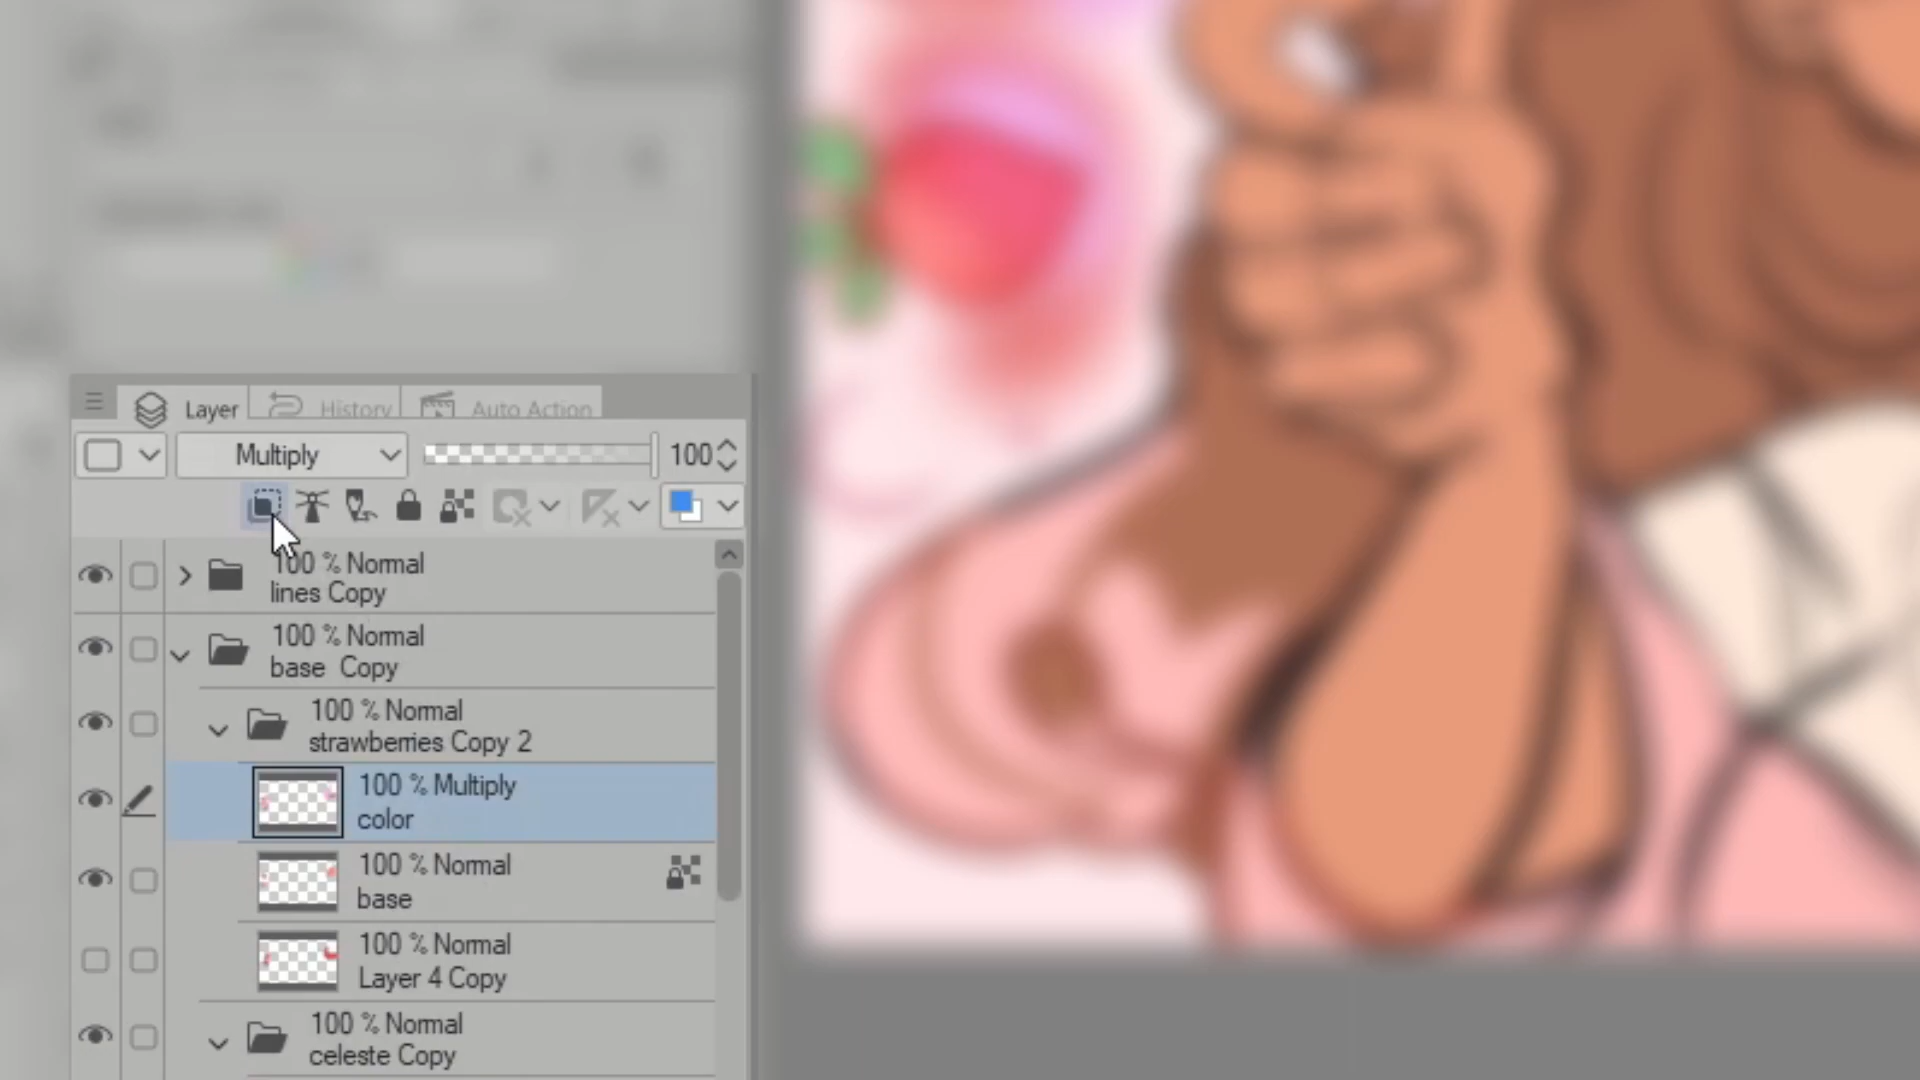 Layer History Auto Action
Multiply 100
100 % Normal
lines Copy
100 % Normal
base Copy
100 % Normal
strawberries Copy 2
100 % Multiply
color
100 % Normal
base
100 % Normal
Layer 4 Copy
100 % Normal
celeste Copy